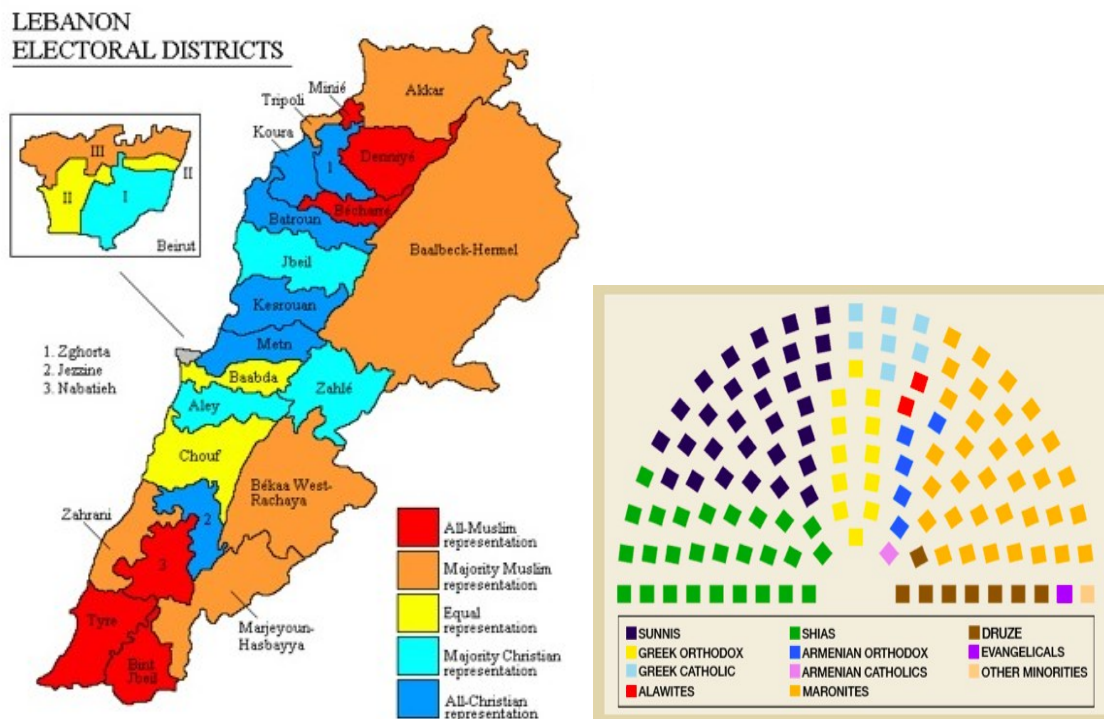 LEBANON
ELECTORAL DISTRICTS
Minié
Tripoli
Akkar
Koura
III
II
I
II
Beirut
1
Denniyé
Bécharré
Batroun
Baalbeck-Hermel
Jbeil
Kesrouan
Metn
1. Zghorta
2. Jezzine
3. Nabatieh
Baabda
Zahlé
Aley
Chouf
Békaa West-
Rachaya
Zahrani
2
3
Tyre
Bint
Jbeil
Marjeyoun-
Hasbayya
All-Muslim
representation
Majority Muslim
representation
Equal
representation
Majority Christian
representation
All-Christian
representation
SUNNIS
SHIAS
DRUZE
GREEK ORTHODOX
ARMENIAN ORTHODOX
EVANGELICALS
GREEK CATHOLIC
ARMENIAN CATHOLICS
OTHER MINORITIES
ALAWITES
MARONITES